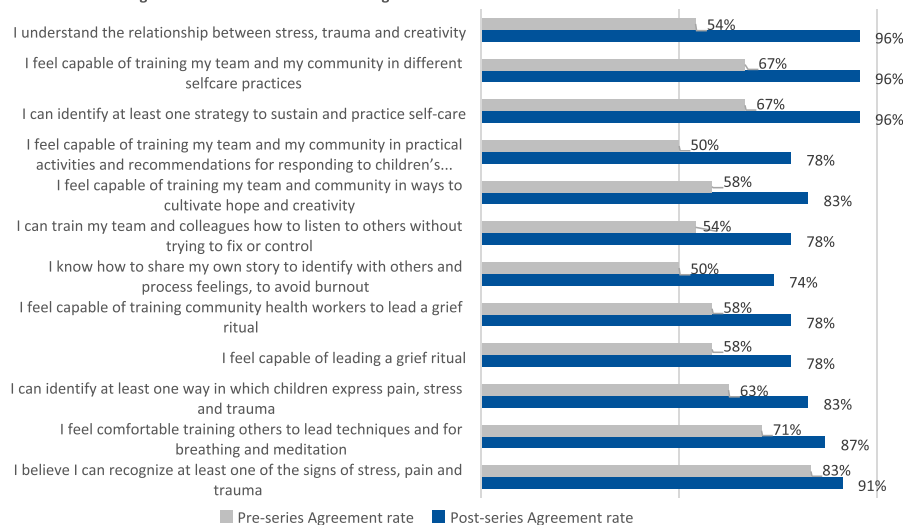 I understand the relationship between stress, trauma and creativity
54%
96%
I feel capable of training my team and my community in different
selfcare practices
67%
96%
I can identify at least one strategy to sustain and practice self-care
67%
96%
I feel capable of training my team and my community in practical
activities and recommendations for responding to children's...
50%
78%
I feel capable of training my team and community in ways to
cultivate hope and creativity
58%
83%
I can train my team and colleagues how to listen to others without
trying to fix or control
54%
78%
I know how to share my own story to identify with others and
process feelings, to avoid burnout
50%
74%
I feel capable of training community health workers to lead a grief
ritual
58%
78%
I feel capable of leading a grief ritual
58%
78%
I can identify at least one way in which children express pain, stress
and trauma
63%
83%
I feel comfortable training others to lead techniques and for
breathing and meditation
71%
87%
I believe I can recognize at least one of the signs of stress, pain and
trauma
83%
91%
Pre-series Agreement rate
Post-series Agreement rate